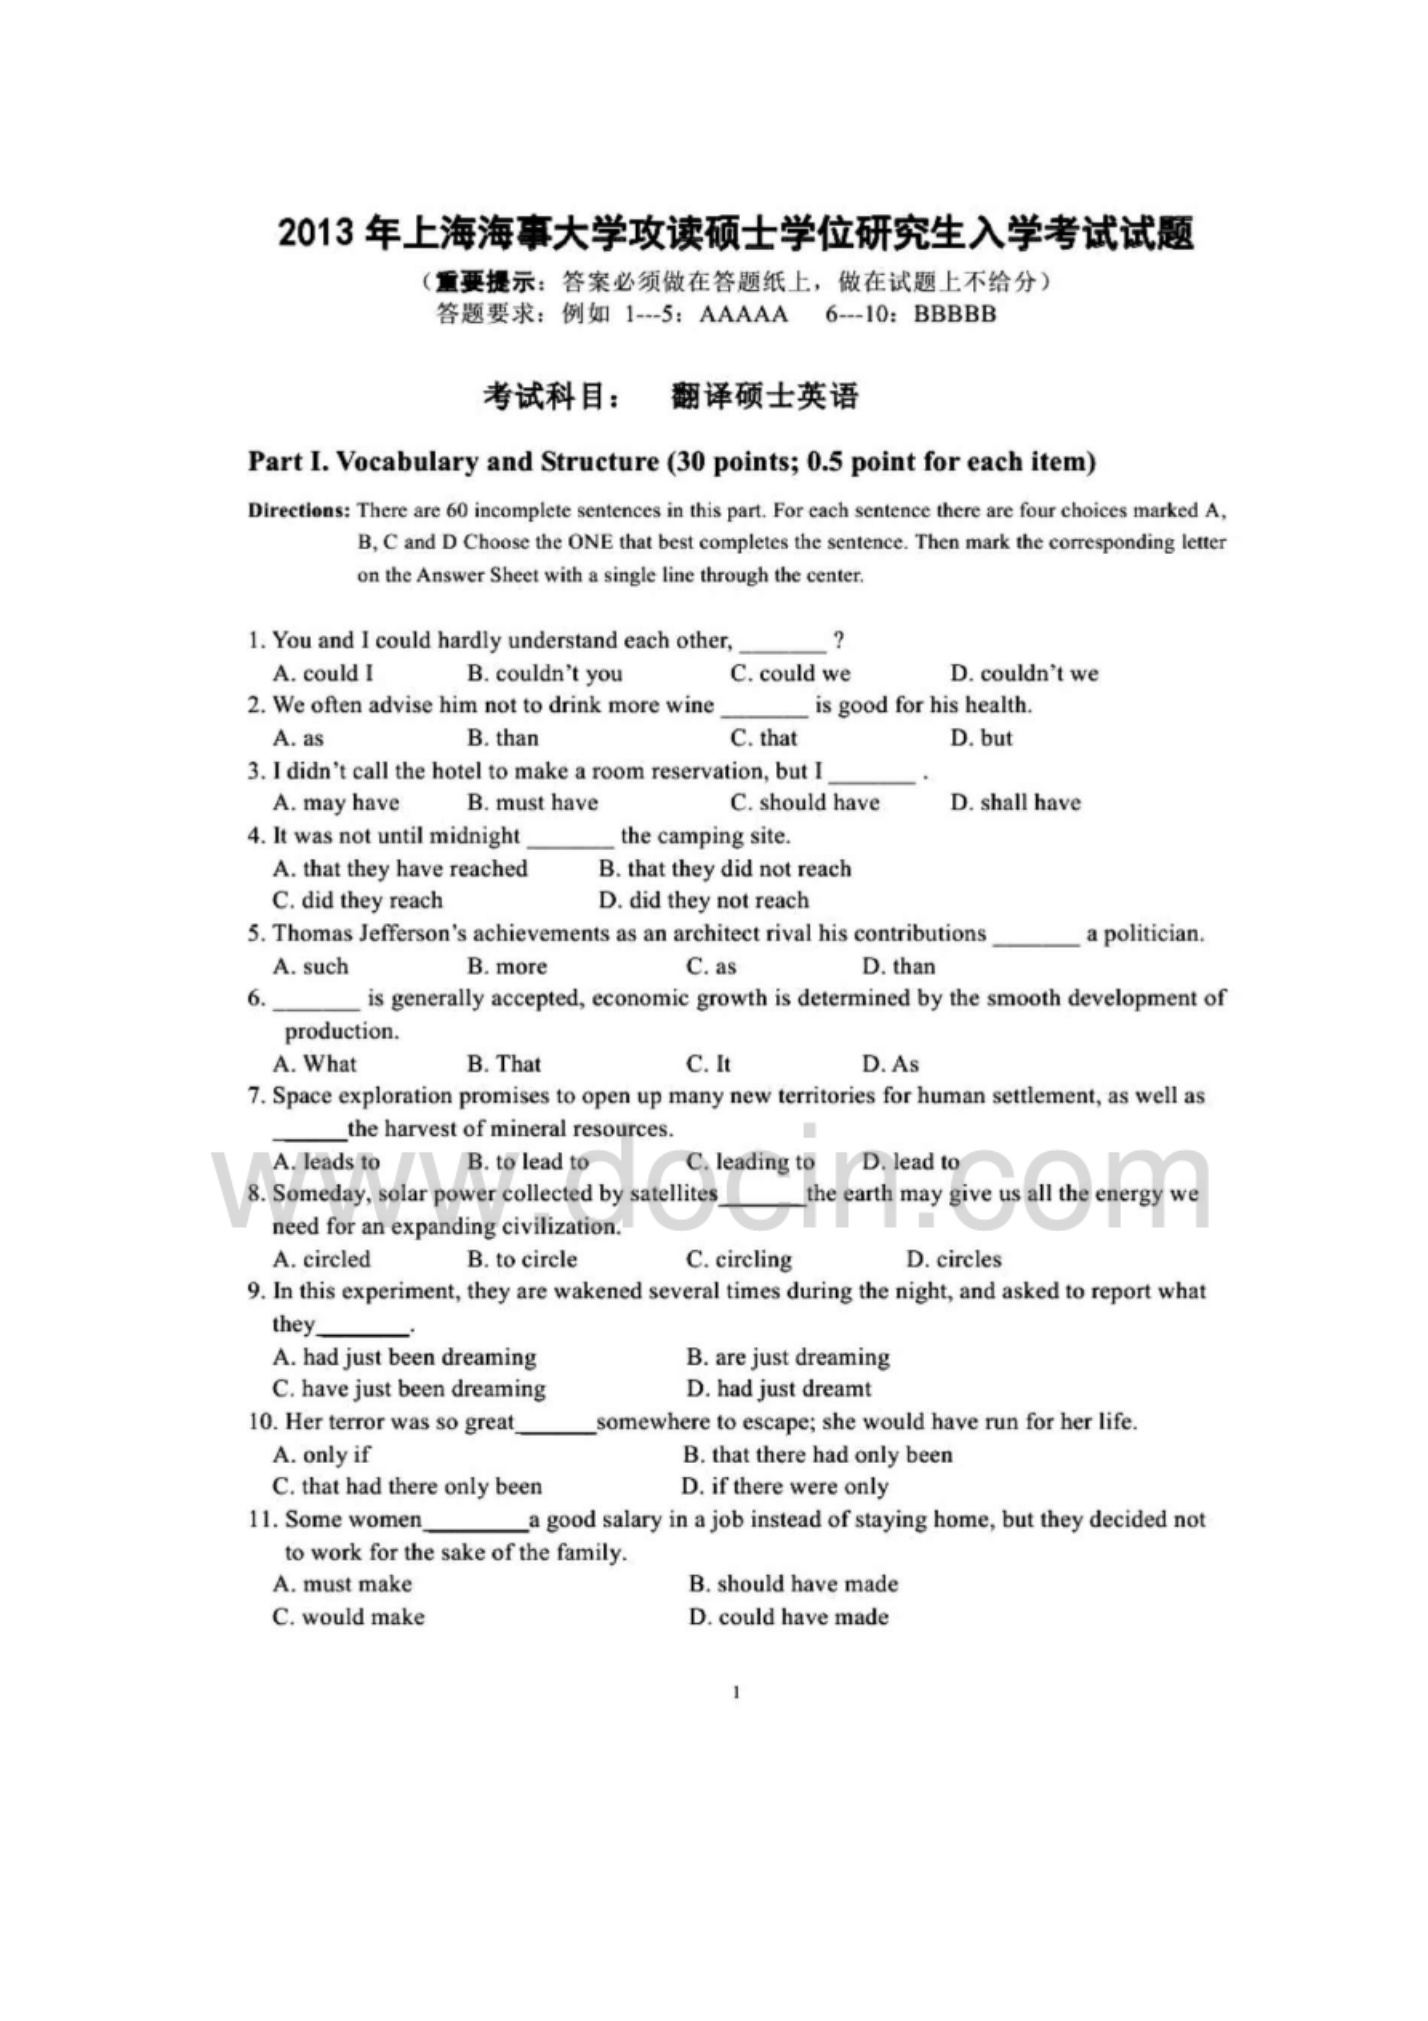 2013 年上海海事大学攻读硕士学位研究生入学考试试题
（重要提示：答案必须做在答题纸上，做在试题上不给分）
答题要求：例如 1---5：AAAAA 6---10：BBBBB
考试科目： 翻译硕士英语
Part I. Vocabulary and Structure (30 points; 0.5 point for each item)
Directions: There are 60 incomplete sentences in this part. For each sentence there are four choices marked A,
B, C and D Choose the ONE that best completes the sentence. Then mark the corresponding letter
on the Answer Sheet with a single line through the center.
1. You and I could hardly understand each other, _______ ?
A. could I B. couldn't you C. could we D. couldn't we
2. We often advise him not to drink more wine _______ is good for his health.
A. as B. than C. that D. but
3. I didn't call the hotel to make a room reservation, but I _______ .
A. may have B. must have C. should have D. shall have
4. It was not until midnight _______ the camping site.
A. that they have reached B. that they did not reach
C. did they reach D. did they not reach
5. Thomas Jefferson's achievements as an architect rival his contributions _______ a politician.
A. such B. more C. as D. than
6. _______ is generally accepted, economic growth is determined by the smooth development of
production.
A. What B. That C. It D. As
7. Space exploration promises to open up many new territories for human settlement, as well as
______the harvest of mineral resources.
A. leads to B. to lead to C. leading to D. lead to
8. Someday, solar power collected by satellites_______the earth may give us all the energy we
need for an expanding civilization.
A. circled B. to circle C. circling D. circles
9. In this experiment, they are wakened several times during the night, and asked to report what
they_______.
A. had just been dreaming B. are just dreaming
C. have just been dreaming D. had just dreamt
10. Her terror was so great______somewhere to escape; she would have run for her life.
A. only if B. that there had only been
C. that had there only been D. if there were only
11. Some women________a good salary in a job instead of staying home, but they decided not
to work for the sake of the family.
A. must make B. should have made
C. would make D. could have made
1
www.docin.com